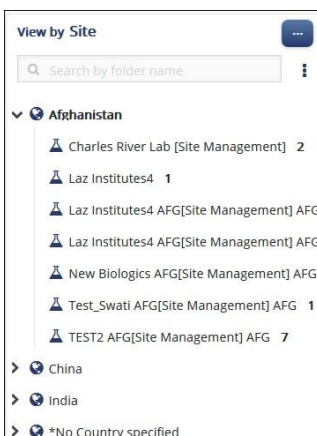 View by Site
...
Search by folder name
Afghanistan
Charles River Lab [Site Management] 2
Laz Institutes4 1
Laz Institutes4 AFG[Site Management] AFG
Laz Institutes4 AFG[Site Management] AFG
New Biologics AFG[Site Management] AFG
Test_Swati AFG[Site Management] AFG 1
TEST2 AFG[Site Management] AFG 7
China
India
*No Country specified